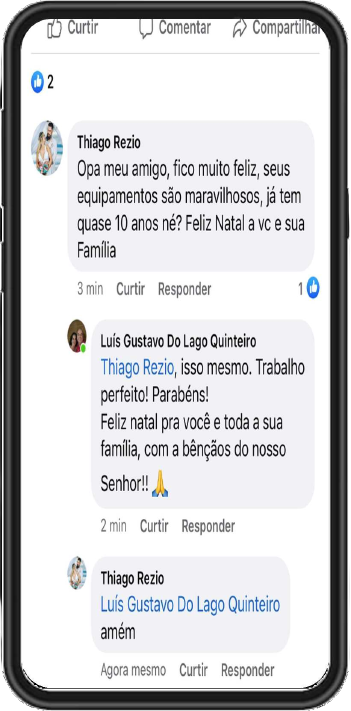 Curtir Comentar Compartilhar
2
Thiago Rezio
Opa meu amigo, fico muito feliz, seus
equipamentos são maravilhosos, já tem
quase 10 anos né? Feliz Natal a vc e sua
Família
3 min Curtir Responder 1
Luís Gustavo Do Lago Quinteiro
Thiago Rezio, isso mesmo. Trabalho
perfeito! Parabéns!
Feliz natal pra você e toda a sua
família, com a bênçãos do nosso
Senhor!! 🙏
2 min Curtir Responder
Thiago Rezio
Luís Gustavo Do Lago Quinteiro
amém
Agora mesmo Curtir Responder